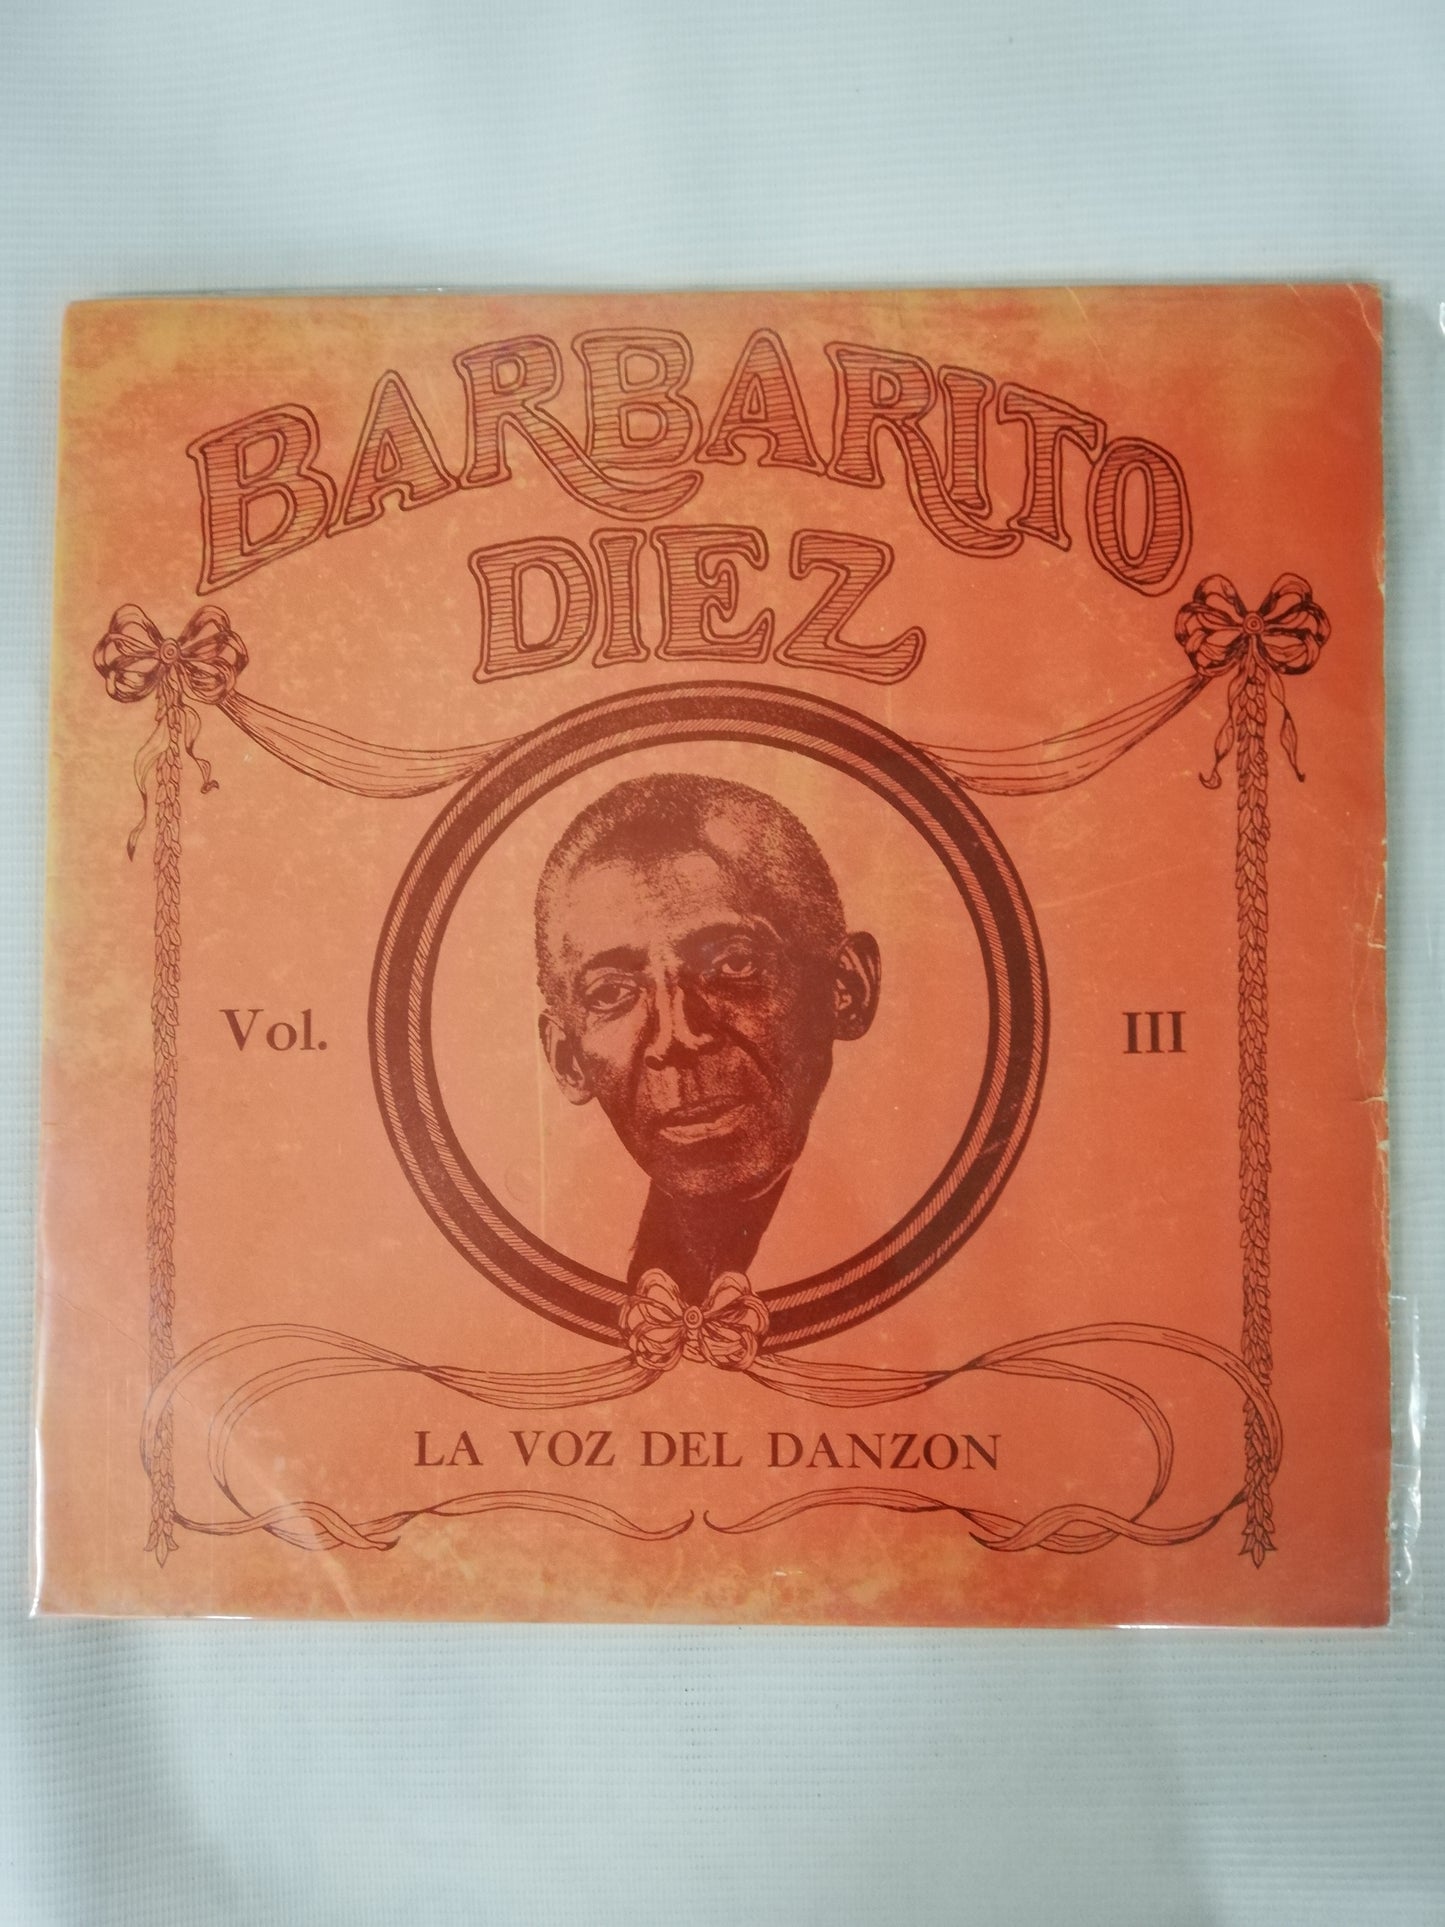 BARBARITO
DIEZ
Vol. III
LA VOZ DEL DANZON